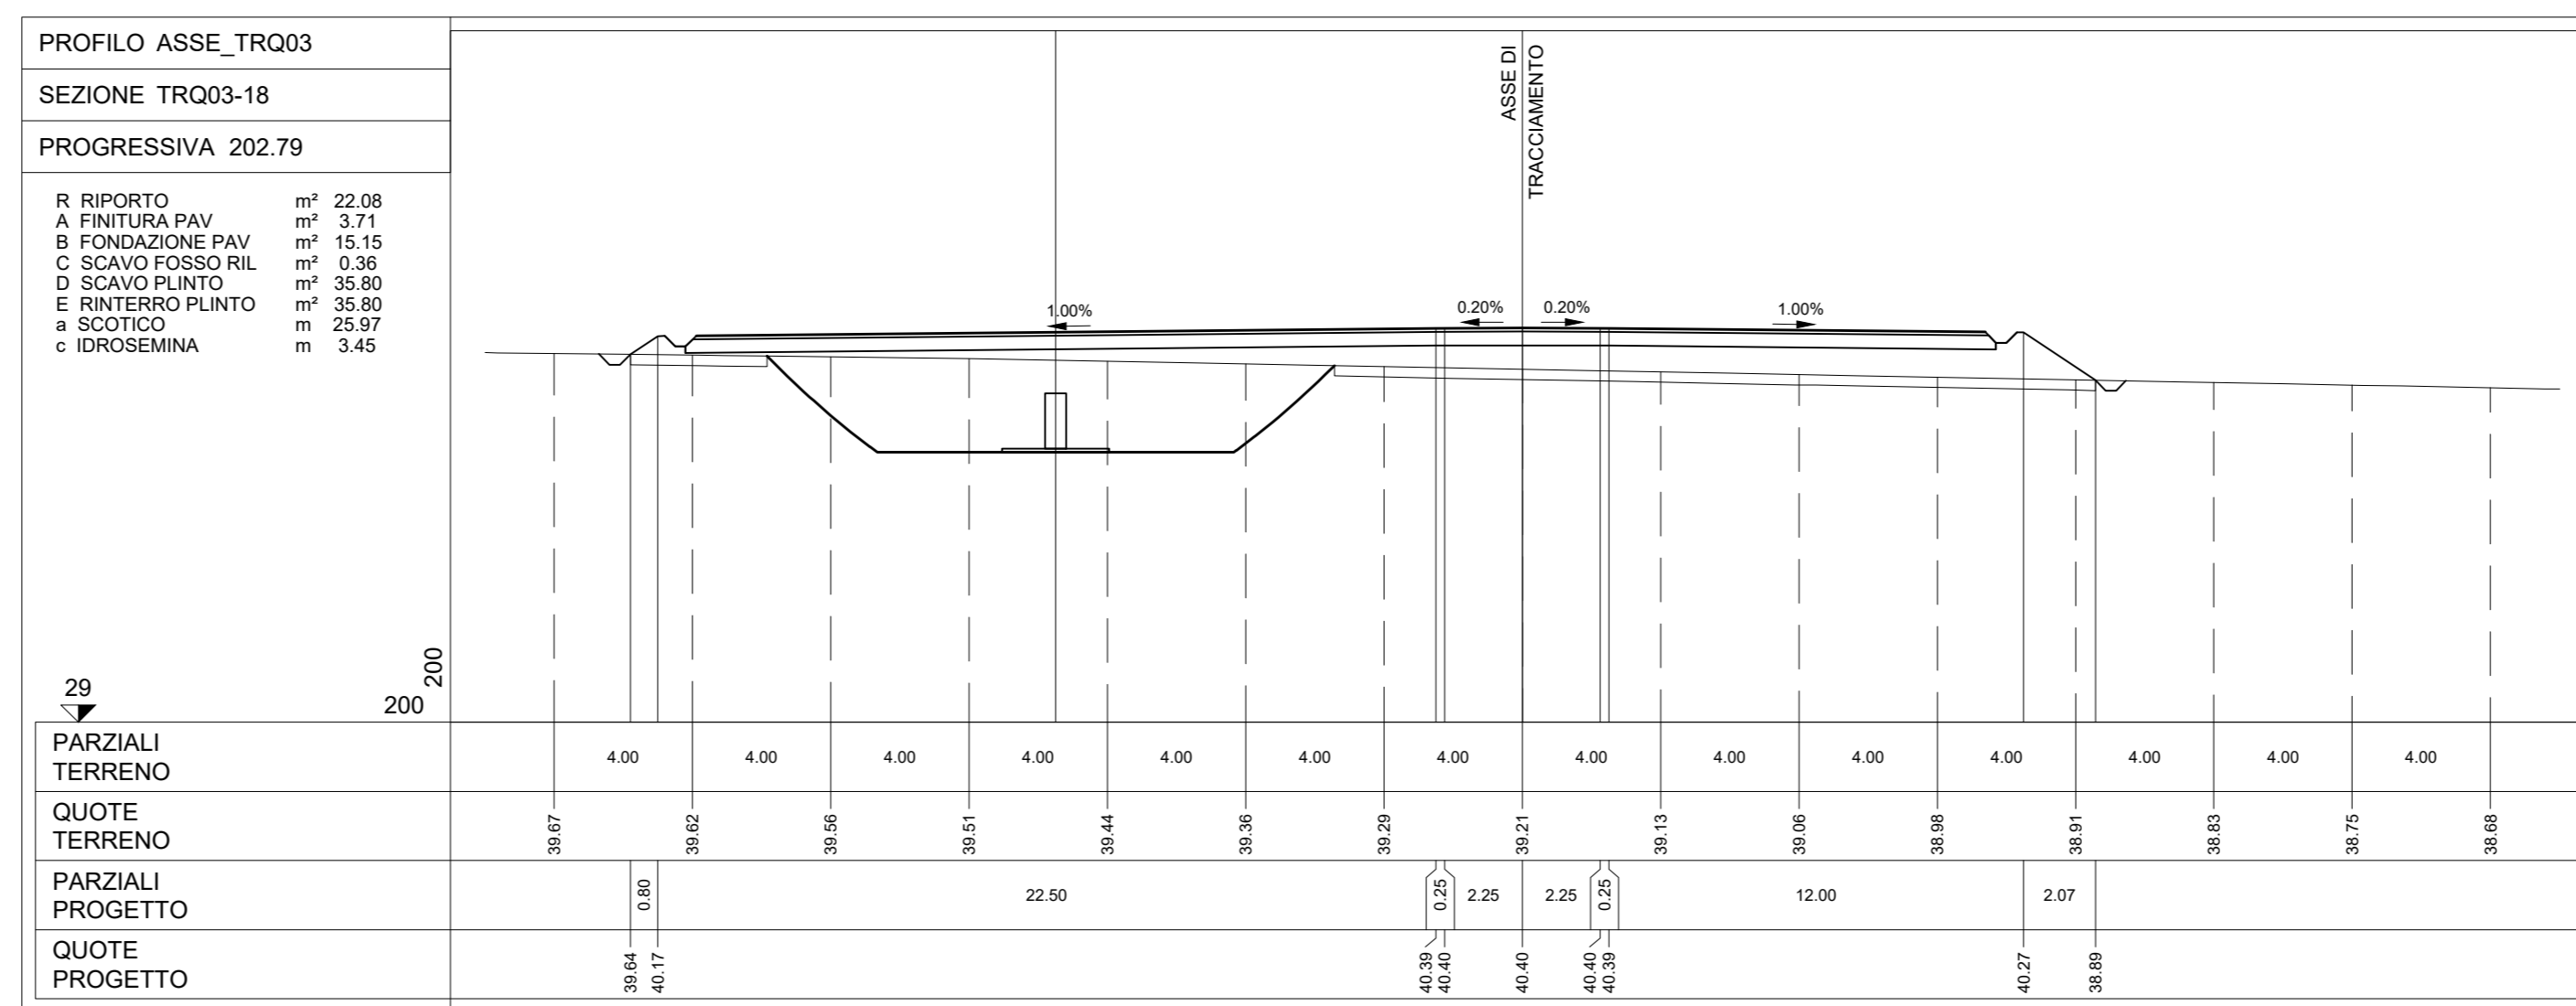 PROFILO ASSE_TRQ03
SEZIONE TRQ03-18
PROGRESSIVA 202.79
R RIPORTO m² 22.08
A FINITURA PAV m² 3.71
B FONDAZIONE PAV m² 15.15
C SCAVO FOSSO RIL m² 0.36
D SCAVO PLINTO m² 35.80
E RINTERRO PLINTO m² 35.80
a SCOTICO m 25.97
c IDROSEMINA m 3.45
ASSE DI
TRACCIAMENTO
1.00% 0.20% 0.20% 1.00%
29
200
200
PARZIALI
TERRENO
4.00 4.00 4.00 4.00 4.00 4.00 4.00 4.00 4.00 4.00 4.00 4.00 4.00 4.00
QUOTE
TERRENO
39.67 39.62 39.56 39.51 39.44 39.36 39.29 39.21 39.13 39.06 38.98 38.91 38.83 38.75 38.68
PARZIALI
PROGETTO
0.80 22.50 0.25 2.25 2.25 0.25 12.00 2.07
QUOTE
PROGETTO
39.64 40.17 40.39 40.40 40.40 40.40 40.39 40.27 38.89